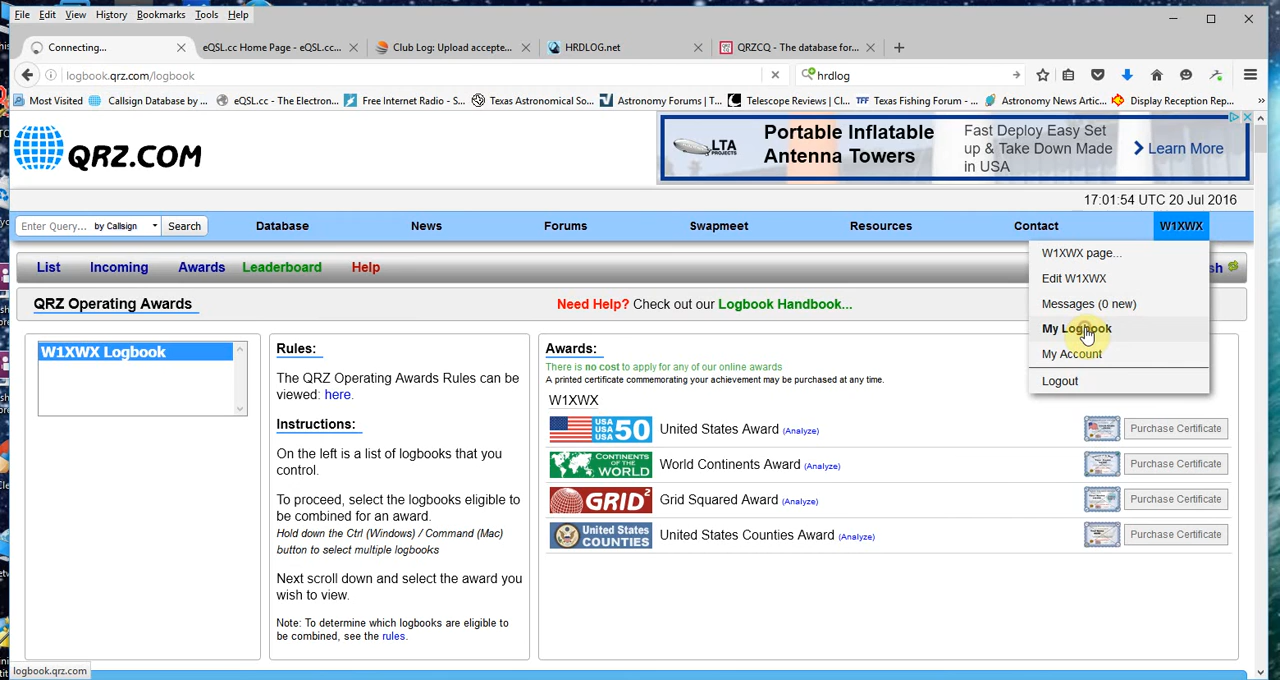 File Edit View History Bookmarks Tools Help
Connecting...
eQSL.cc Home Page - eQSL.cc...
Club Log: Upload accepte...
HRDLOG.net
QRZCQ - The database for...
logbook.qrz.com/logbook
hrdlog
Most Visited
Callsign Database by ...
eQSL.cc - The Electron...
Free Internet Radio - S...
Texas Astronomical So...
Astronomy Forums | T...
Telescope Reviews | Cl...
TFF Texas Fishing Forum - ...
Astronomy News Artic...
Display Reception Rep...
QRZ.COM
LTA
PROJECTS
Portable Inflatable
Antenna Towers
Fast Deploy Easy Set
up & Take Down Made
in USA
Learn More
17:01:54 UTC 20 Jul 2016
Enter Query... by Callsign Search
Database News Forums Swapmeet Resources Contact W1XWX
List Incoming Awards Leaderboard Help
sh
W1XWX page...
Edit W1XWX
Messages (0 new)
My Logbook
My Account
Logout
QRZ Operating Awards
Need Help? Check out our Logbook Handbook...
W1XWX Logbook
Rules:
The QRZ Operating Awards Rules can be
viewed: here.
Instructions:
On the left is a list of logbooks that you
control.
To proceed, select the logbooks eligible to
be combined for an award.
Hold down the Ctrl (Windows) / Command (Mac)
button to select multiple logbooks
Next scroll down and select the award you
wish to view.
Note: To determine which logbooks are eligible to
be combined, see the rules.
Awards:
There is no cost to apply for any of our online awards
A printed certificate commemorating your achievement may be purchased at any time.
W1XWX
USA USA USA 50 United States Award (Analyze) Purchase Certificate
CONTINENTS OF THE WORLD World Continents Award (Analyze) Purchase Certificate
GRID2 Grid Squared Award (Analyze) Purchase Certificate
United States COUNTIES United States Counties Award (Analyze) Purchase Certificate
logbook.qrz.com